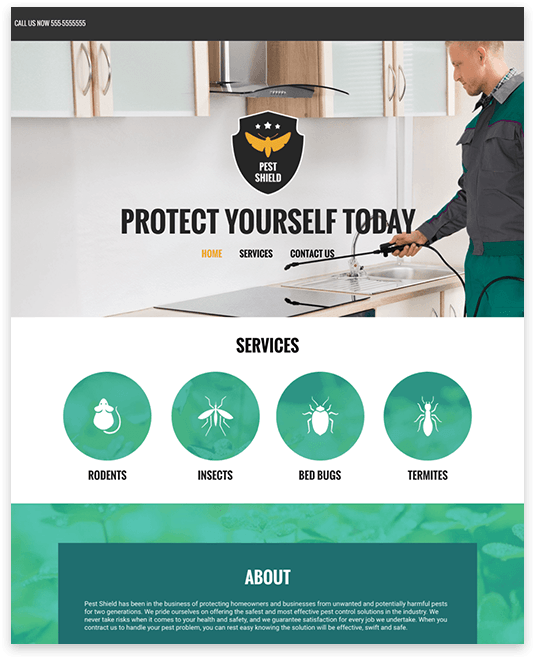 CALL US NOW 555-5555555
PEST
SHIELD
PROTECT YOURSELF TODAY
HOME SERVICES CONTACT US
SERVICES
RODENTS INSECTS BED BUGS TERMITES
ABOUT
Pest Shield has been in the business of protecting homeowners and businesses from unwanted and potentially harmful pests
for two generations. We pride ourselves on offering the safest and most effective pest control solutions in the industry. We
never take risks when it comes to your health and safety, and we guarantee satisfaction for every job we undertake. When you
contract us to handle your pest problem, you can rest easy knowing the solution will be effective, swift and safe.